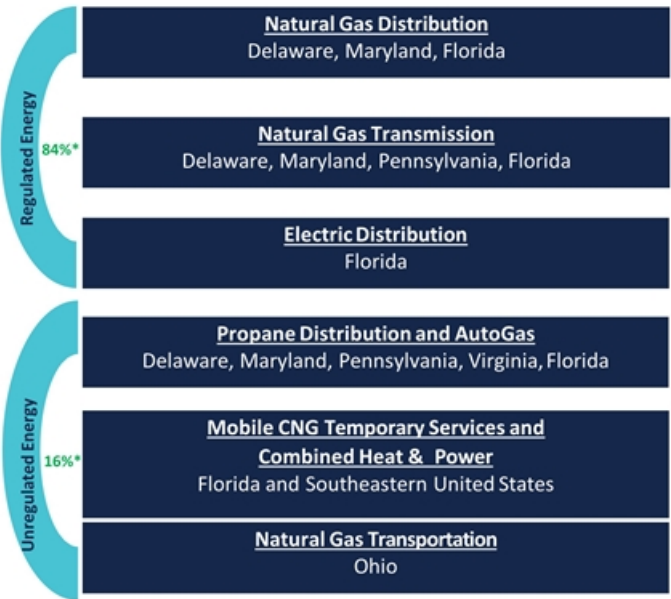 Natural Gas Distribution
Delaware, Maryland, Florida
Regulated Energy
84%*
Natural Gas Transmission
Delaware, Maryland, Pennsylvania, Florida
Electric Distribution
Florida
Propane Distribution and AutoGas
Delaware, Maryland, Pennsylvania, Virginia, Florida
Unregulated Energy
16%*
Mobile CNG Temporary Services and
Combined Heat & Power
Florida and Southeastern United States
Natural Gas Transportation
Ohio